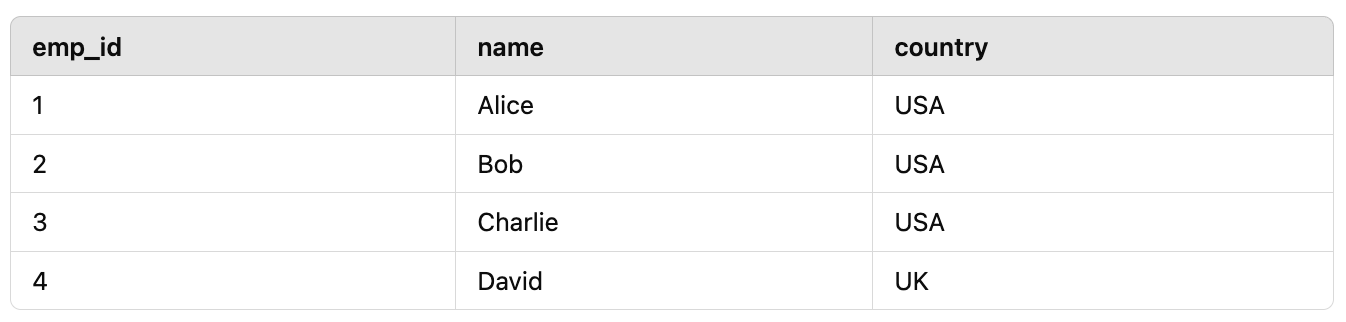 emp_id name country
1 Alice USA
2 Bob USA
3 Charlie USA
4 David UK